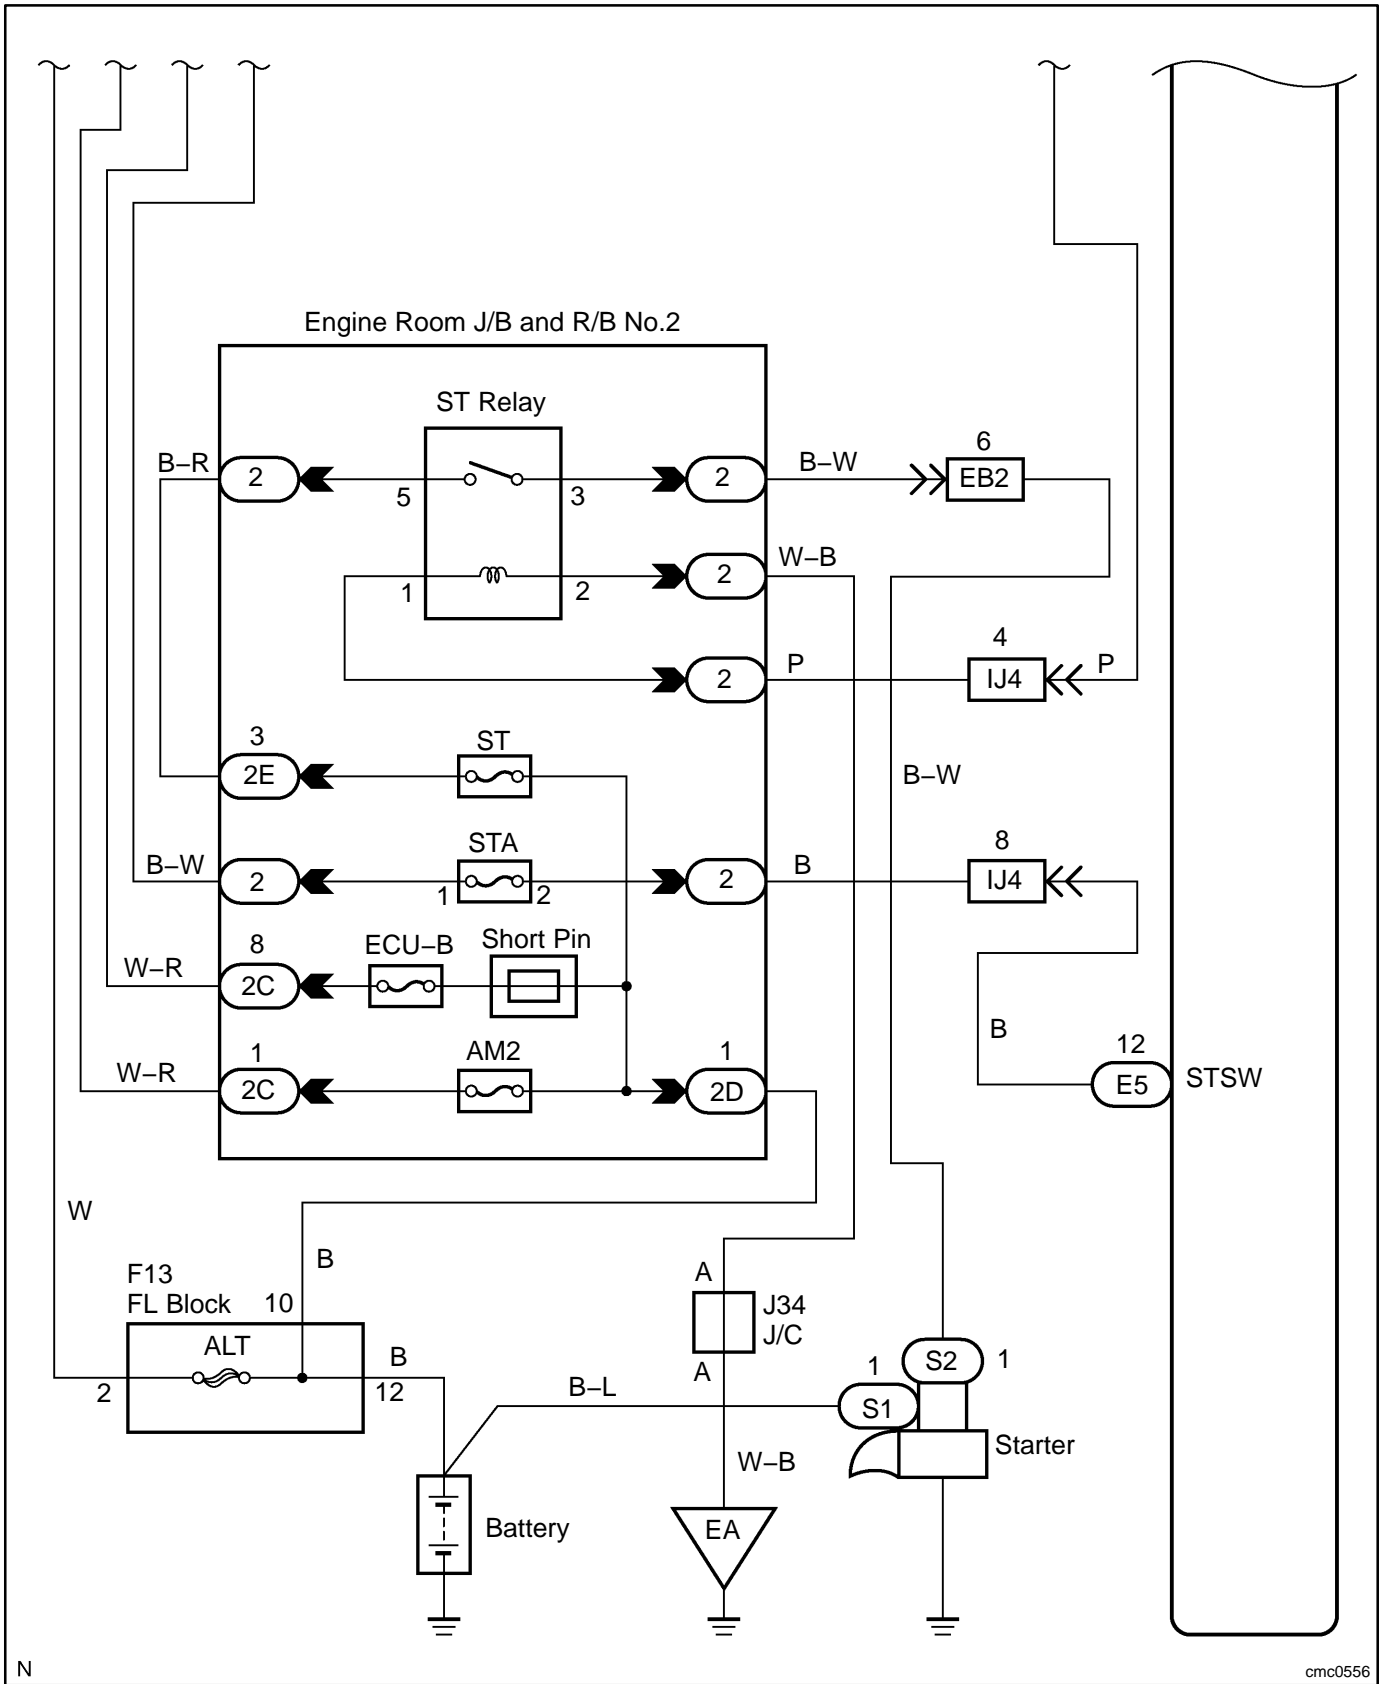 Engine Room J/B and R/B No.2
ST Relay
6
B–R
2
5
3
2
B–W
EB2
W–B
1
2
2
4
2
P
IJ4
P
3
ST
2E
B–W
STA
8
B–W
2
1
2
2
B
IJ4
8
ECU–B
Short Pin
W–R
2C
B
1
AM2
1
12
W–R
2C
2D
E5
STSW
W
B
F13
FL Block
10
A
J34
J/C
ALT
B
2
12
A
1
S2
1
B–L
S1
Starter
W–B
Battery
EA
N
cmc0556